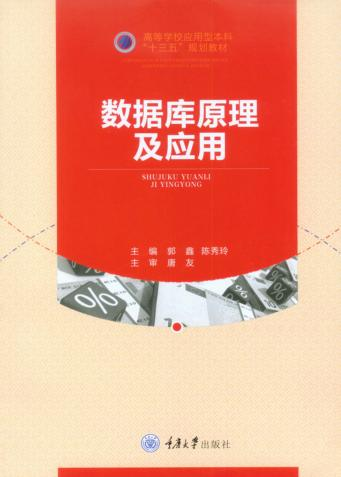 高等学校应用型本科
“十三五”规划教材
数据库原理
及应用
SHUJUKU YUANLI
JI YINGYONG
主 编 郭 鑫 陈秀玲
主 审 唐 友
%
%
%
重庆大学出版社